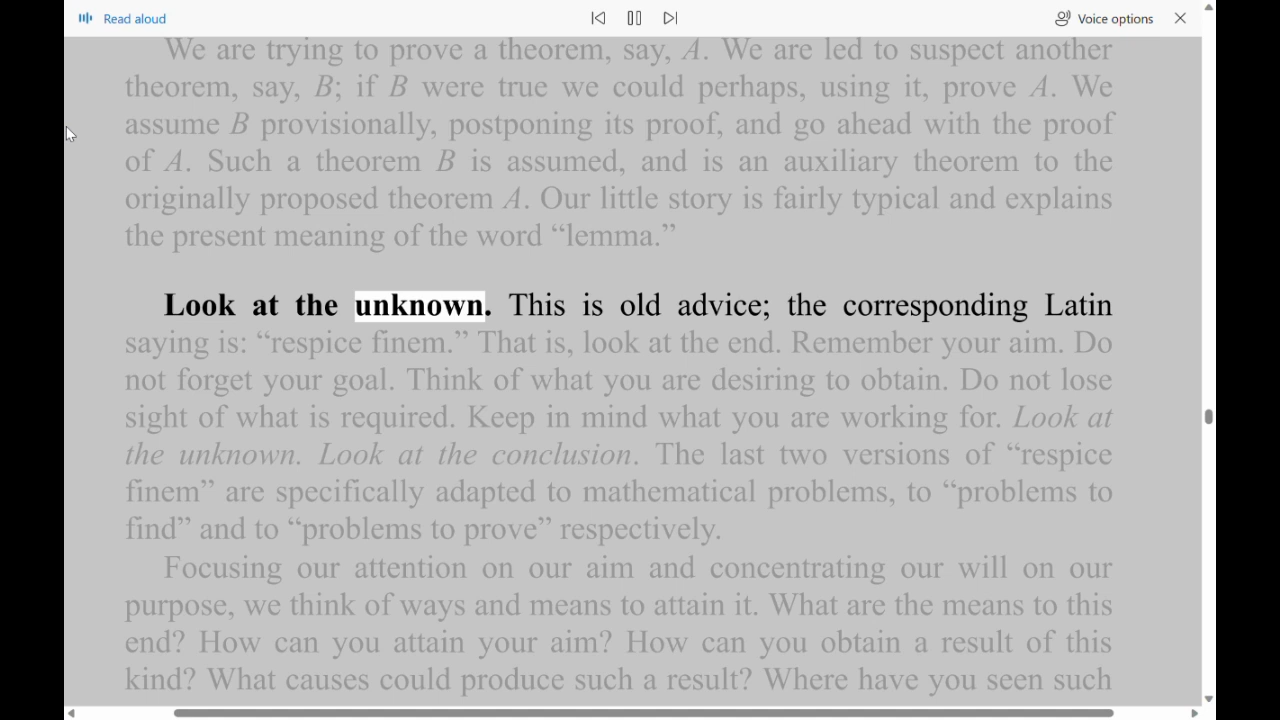 Read aloud
Voice options
We are trying to prove a theorem, say, A. We are led to suspect another
theorem, say, B; if B were true we could perhaps, using it, prove A. We
assume B provisionally, postponing its proof, and go ahead with the proof
of A. Such a theorem B is assumed, and is an auxiliary theorem to the
originally proposed theorem A. Our little story is fairly typical and explains
the present meaning of the word “lemma.”
Look at the unknown. This is old advice; the corresponding Latin
saying is: “respice finem.” That is, look at the end. Remember your aim. Do
not forget your goal. Think of what you are desiring to obtain. Do not lose
sight of what is required. Keep in mind what you are working for. Look at
the unknown. Look at the conclusion. The last two versions of “respice
finem” are specifically adapted to mathematical problems, to “problems to
find” and to “problems to prove” respectively.
Focusing our attention on our aim and concentrating our will on our
purpose, we think of ways and means to attain it. What are the means to this
end? How can you attain your aim? How can you obtain a result of this
kind? What causes could produce such a result? Where have you seen such